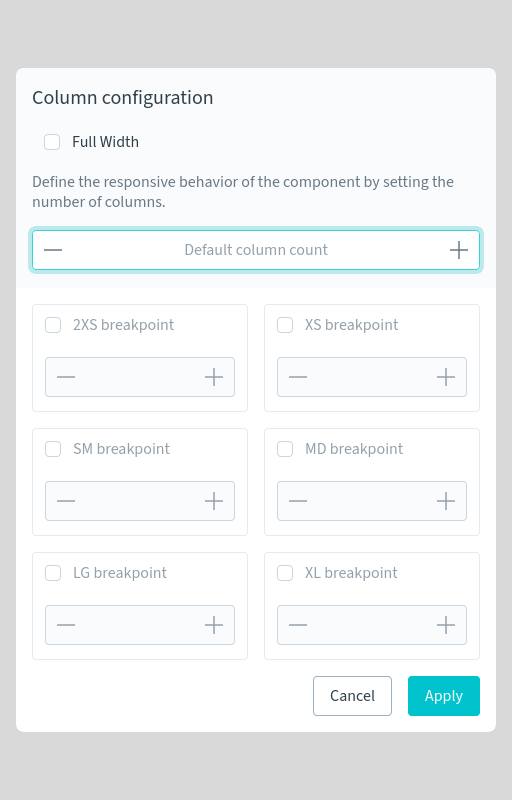 Column configuration
Full Width
Define the responsive behavior of the component by setting the
number of columns.
Default column count
2XS breakpoint
XS breakpoint
SM breakpoint
MD breakpoint
LG breakpoint
XL breakpoint
Cancel
Apply